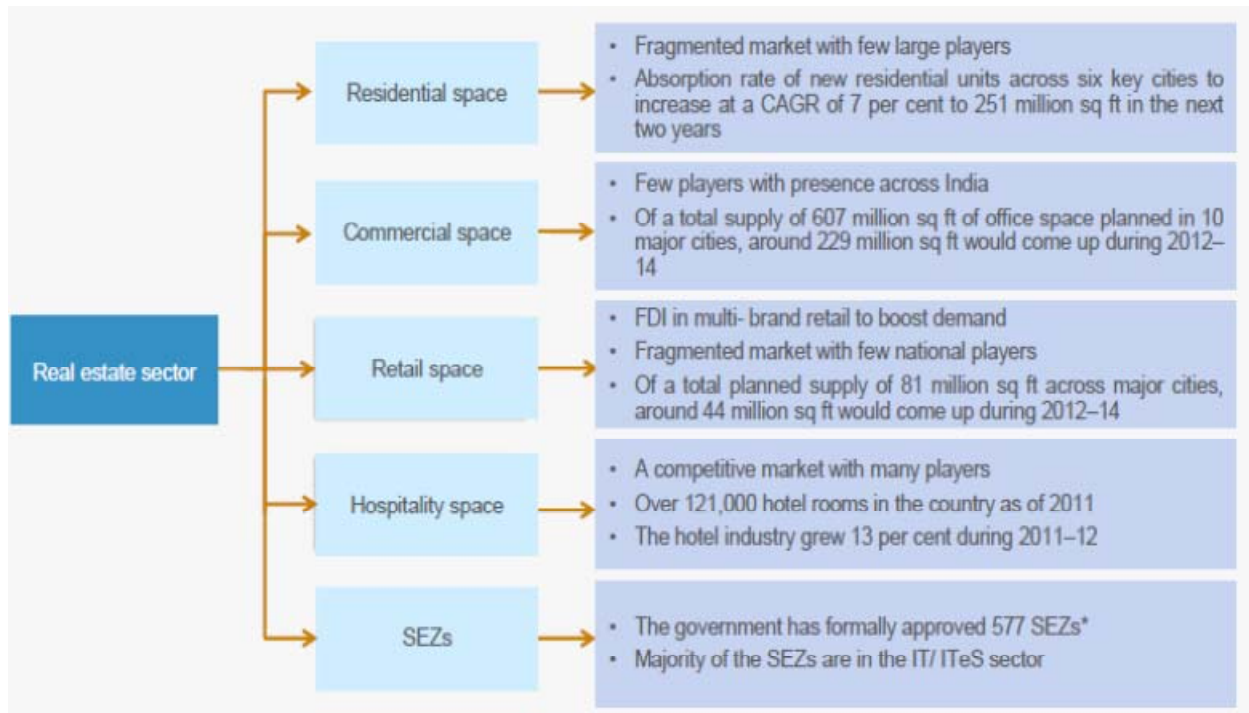 Real estate sector
Residential space
• Fragmented market with few large players
• Absorption rate of new residential units across six key cities to
increase at a CAGR of 7 per cent to 251 million sq ft in the next
two years
Commercial space
• Few players with presence across India
• Of a total supply of 607 million sq ft of office space planned in 10
major cities, around 229 million sq ft would come up during 2012–
14
Retail space
• FDI in multi- brand retail to boost demand
• Fragmented market with few national players
• Of a total planned supply of 81 million sq ft across major cities,
around 44 million sq ft would come up during 2012–14
Hospitality space
• A competitive market with many players
• Over 121,000 hotel rooms in the country as of 2011
• The hotel industry grew 13 per cent during 2011–12
SEZs
• The government has formally approved 577 SEZs*
• Majority of the SEZs are in the IT/ ITeS sector